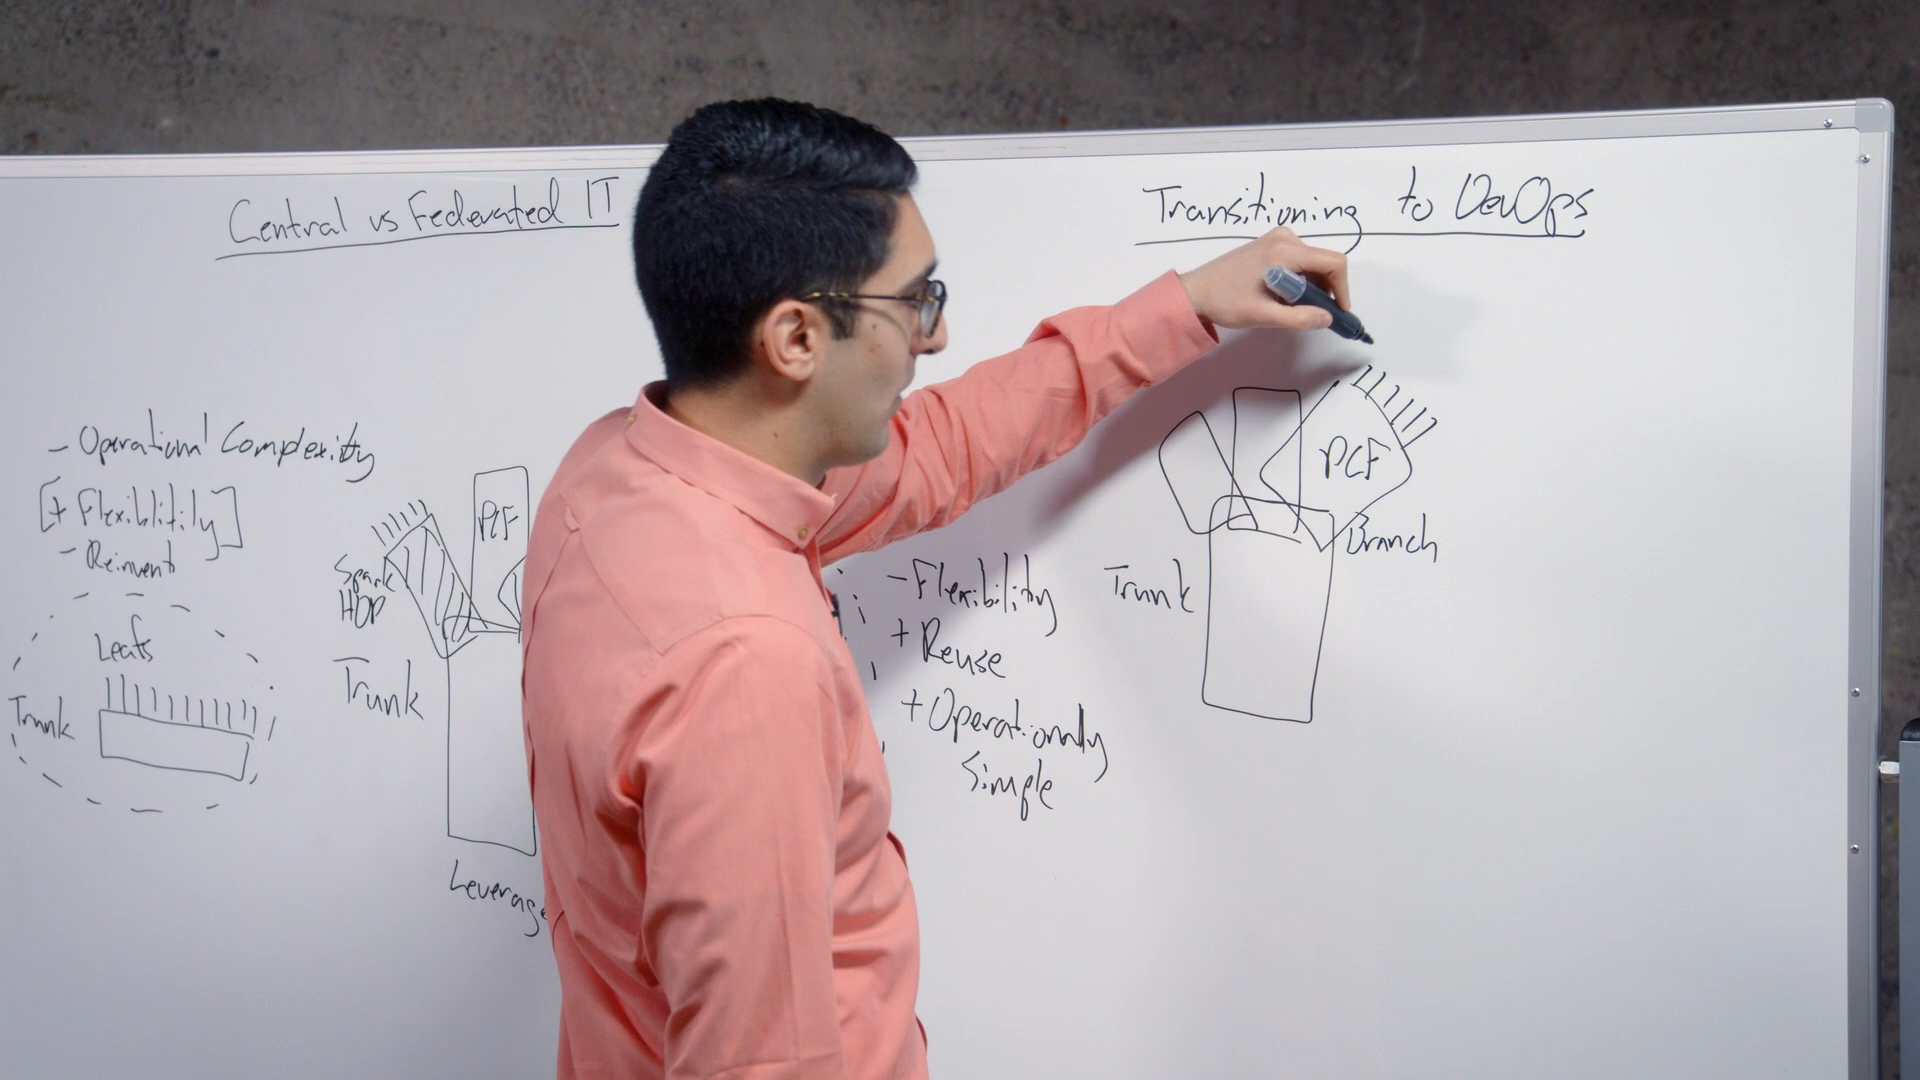 Central vs Federated IT
- Operational Complexity
[+ Flexiblitily]
- Reinvent
Leafs
Trunk
PCF
Spark
HDP
Trunk
Leverage
- Flexibility
+ Reuse
+ Operationally
Simple
Transitioning to DevOps
PCF
Branch
Trunk